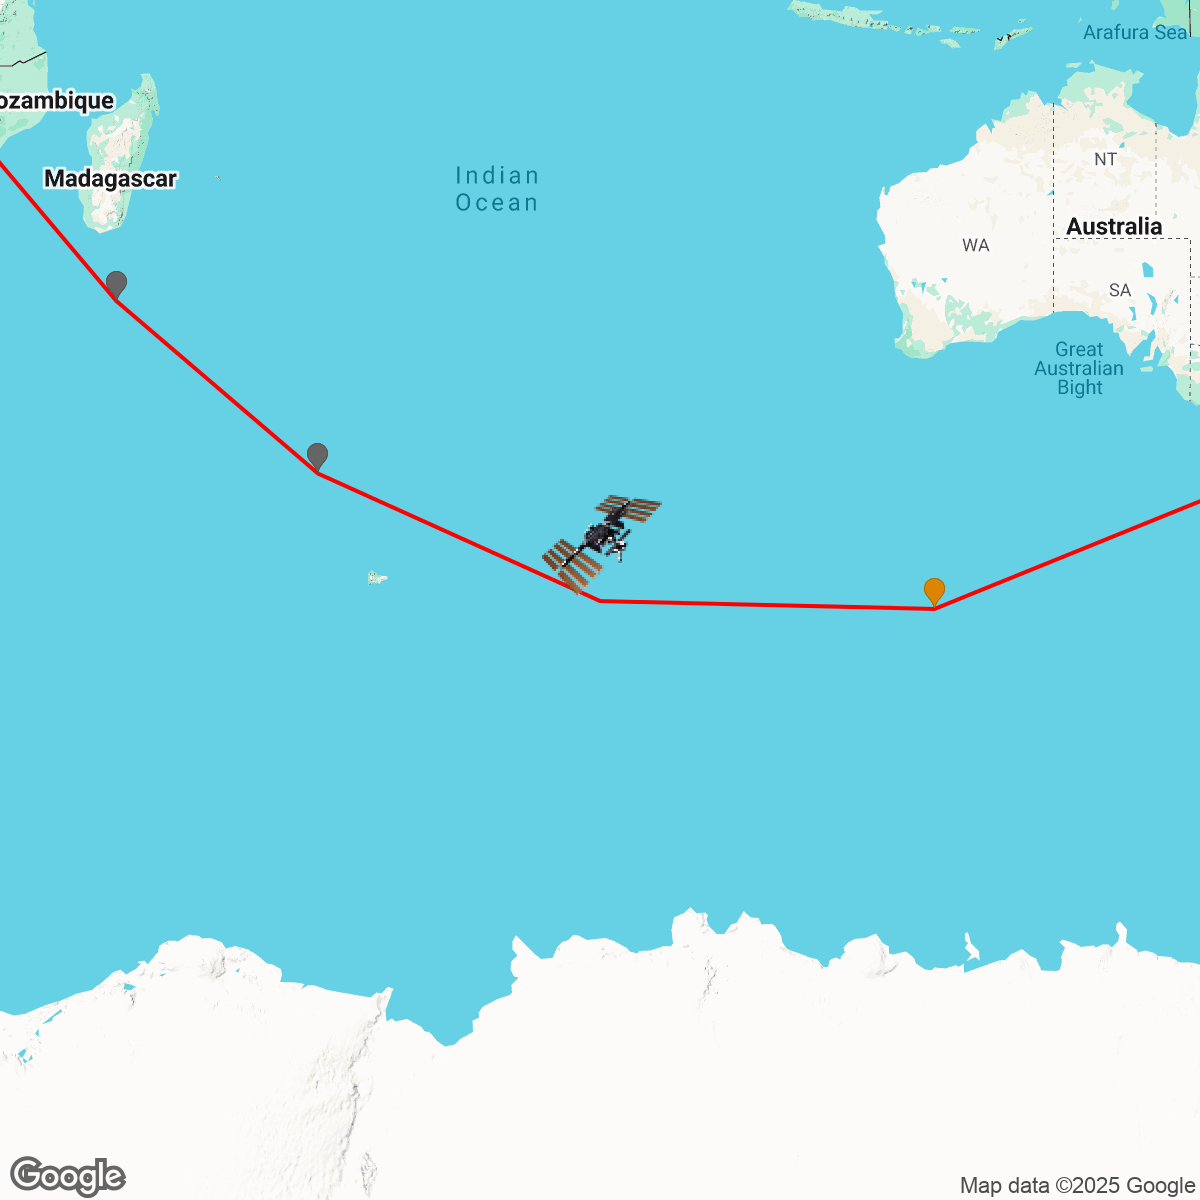 Arafura Sea
ozambique
Madagascar
Indian
Ocean
NT
Australia
WA
SA
Great
Australian
Bight
Google
Map data ©2025 Google